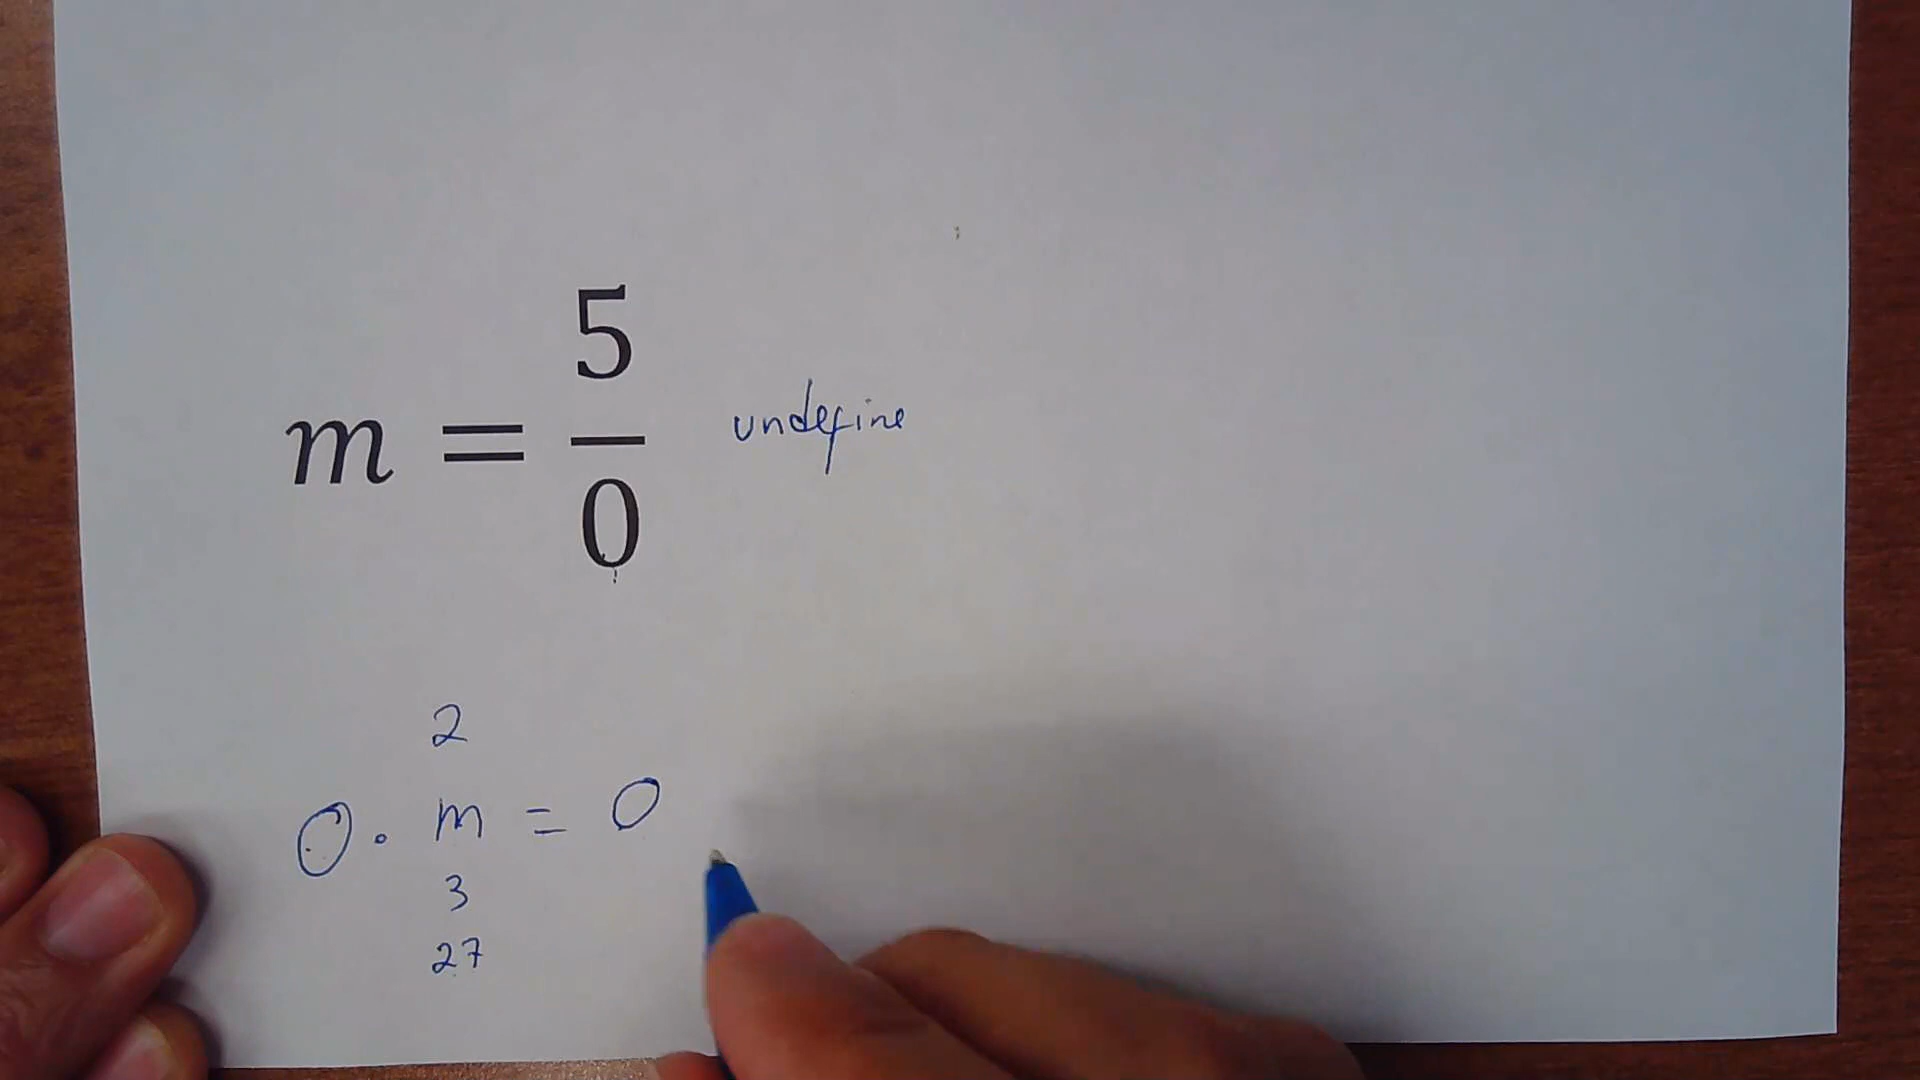 m = 5/0 undefine
2
0 · m = 0
3
27